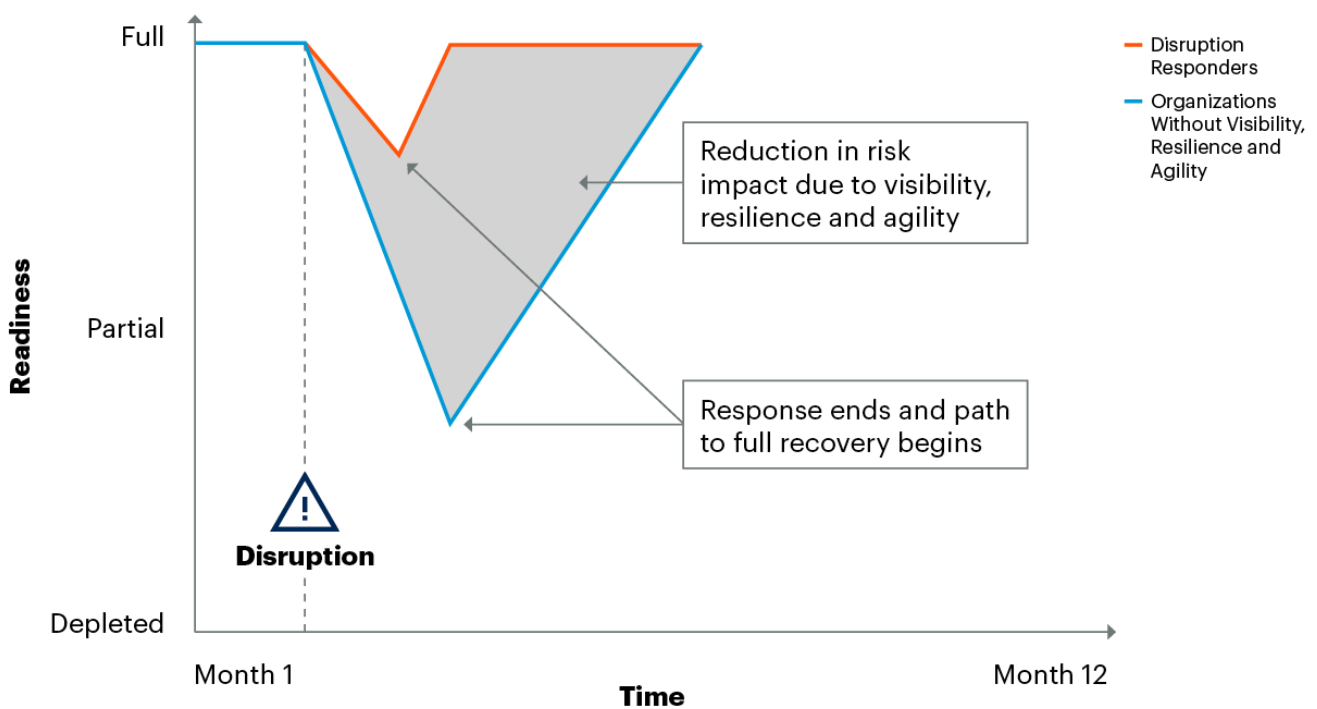 Full
Disruption
Responders
Organizations
Without Visibility,
Resilience and
Agility
Reduction in risk
impact due to visibility,
resilience and agility
Readiness
Partial
Response ends and path
to full recovery begins
!
Disruption
Depleted
Month 1
Month 12
Time